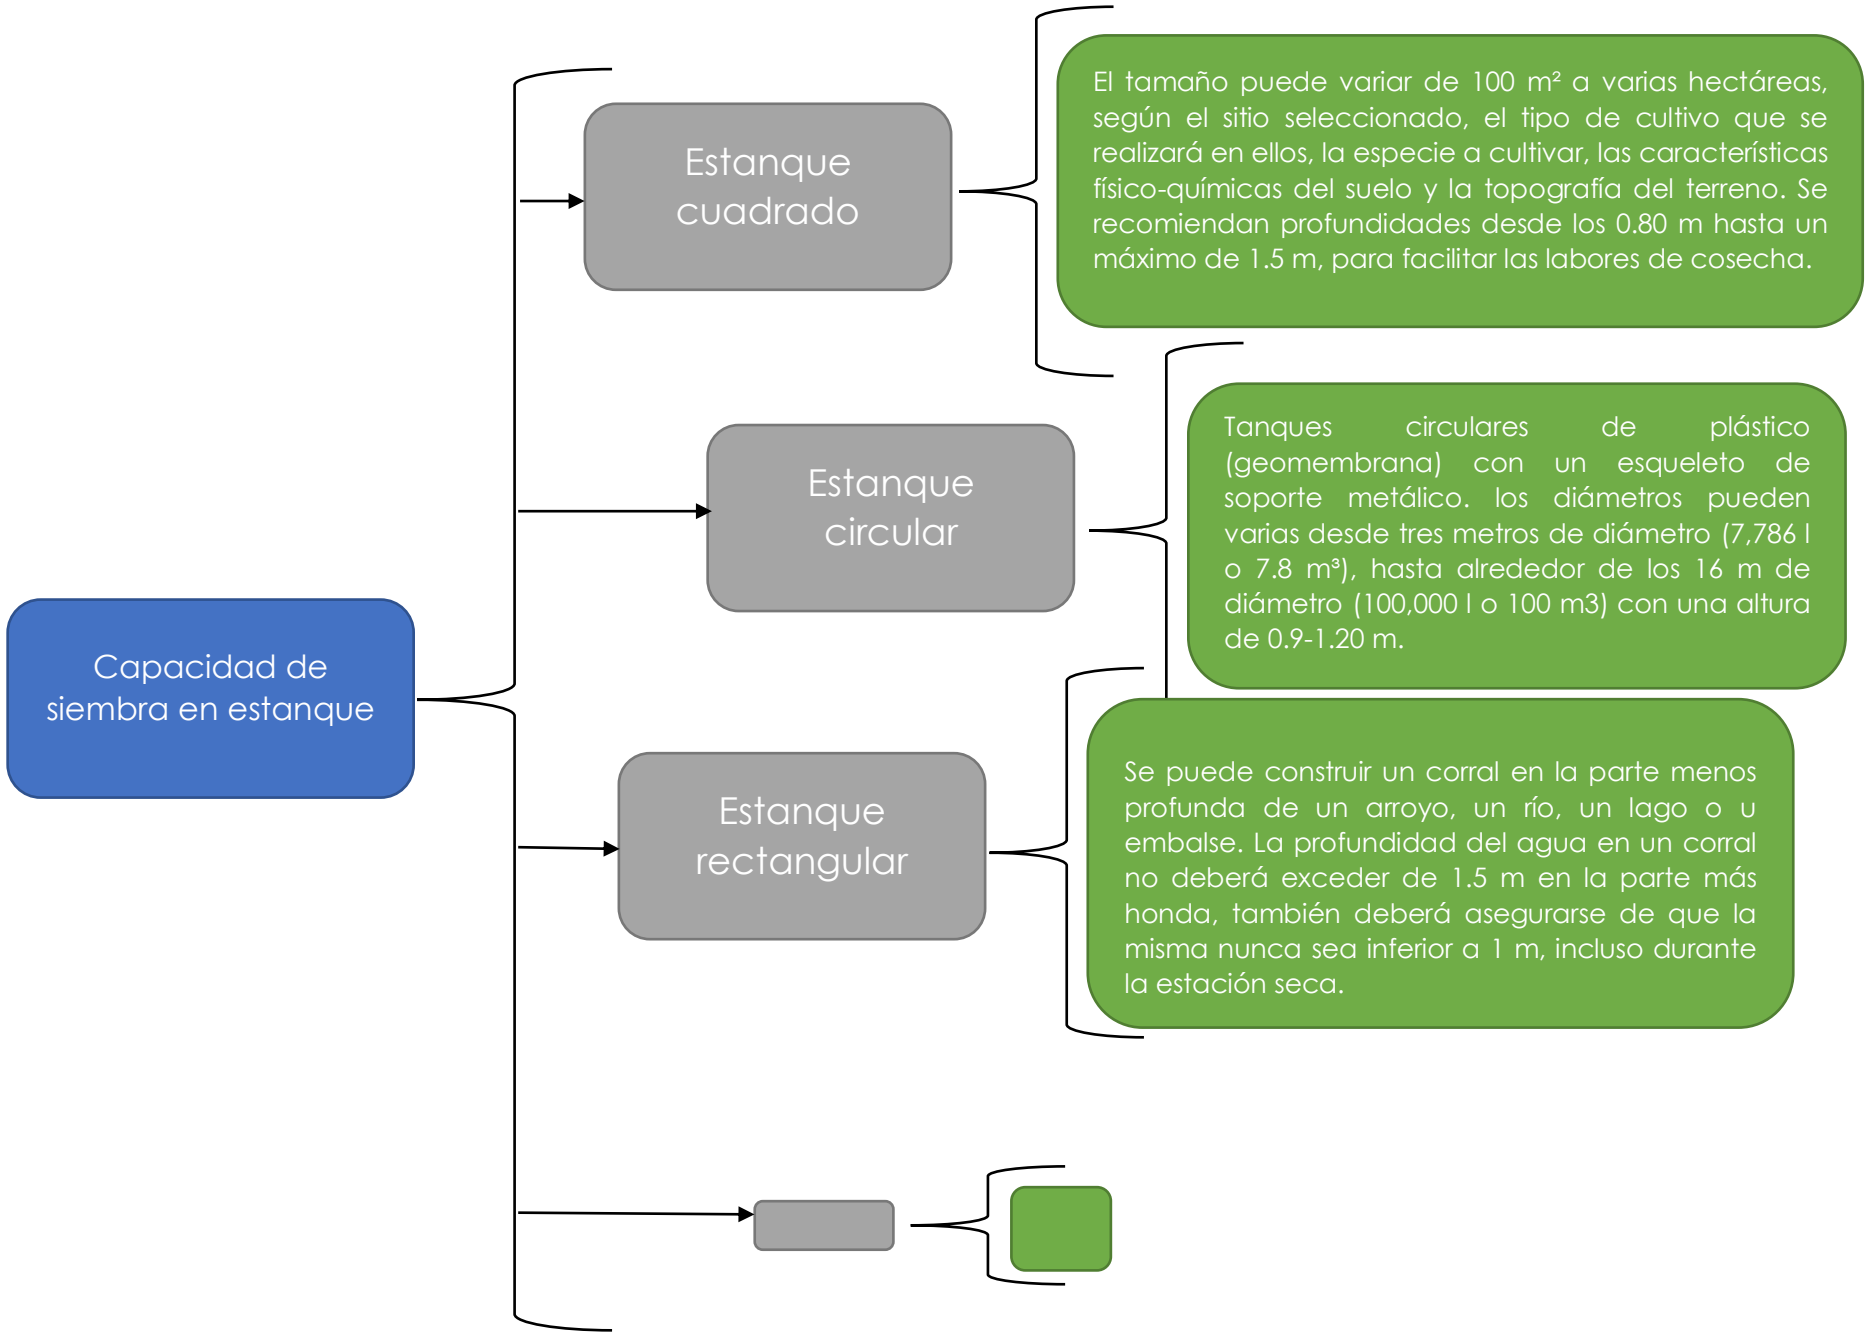 Capacidad de
siembra en estanque
Estanque
cuadrado
El tamaño puede variar de 100 m² a varias hectáreas,
según el sitio seleccionado, el tipo de cultivo que se
realizará en ellos, la especie a cultivar, las características
físico-químicas del suelo y la topografía del terreno. Se
recomiendan profundidades desde los 0.80 m hasta un
máximo de 1.5 m, para facilitar las labores de cosecha.
Estanque
circular
Tanques circulares de plástico
(geomembrana) con un esqueleto de
soporte metálico. los diámetros pueden
varias desde tres metros de diámetro (7,786 l
o 7.8 m³), hasta alrededor de los 16 m de
diámetro (100,000 l o 100 m3) con una altura
de 0.9-1.20 m.
Estanque
rectangular
Se puede construir un corral en la parte menos
profunda de un arroyo, un río, un lago o u
embalse. La profundidad del agua en un corral
no deberá exceder de 1.5 m en la parte más
honda, también deberá asegurarse de que la
misma nunca sea inferior a 1 m, incluso durante
la estación seca.